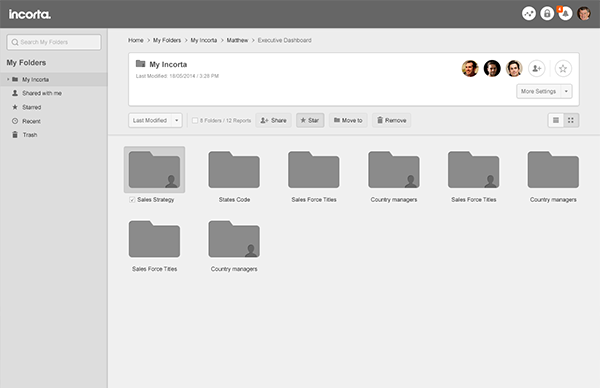 incorta.
Search My Folders
My Folders
My Incorta
Shared with me
Starred
Recent
Trash
Home > My Folders > My Incorta > Matthew > Executive Dashboard
My Incorta
Last Modified: 18/05/2014 / 3:28 PM
More Settings
Last Modified
8 Folders / 12 Reports
Share
Star
Move to
Remove
Sales Strategy
States Code
Sales Force Titles
Country managers
Sales Force Titles
Country managers
Sales Force Titles
Country managers